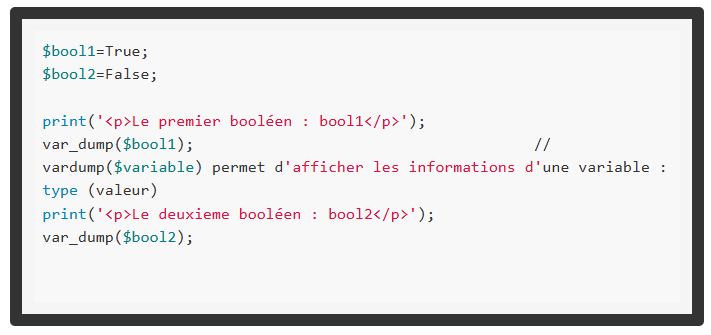 $bool1=True;
$bool2=False;
print('<p>Le premier booléen : bool1</p>');
var_dump($bool1); //
vardump($variable) permet d'afficher les informations d'une variable :
type (valeur)
print('<p>Le deuxieme booléen : bool2</p>');
var_dump($bool2);